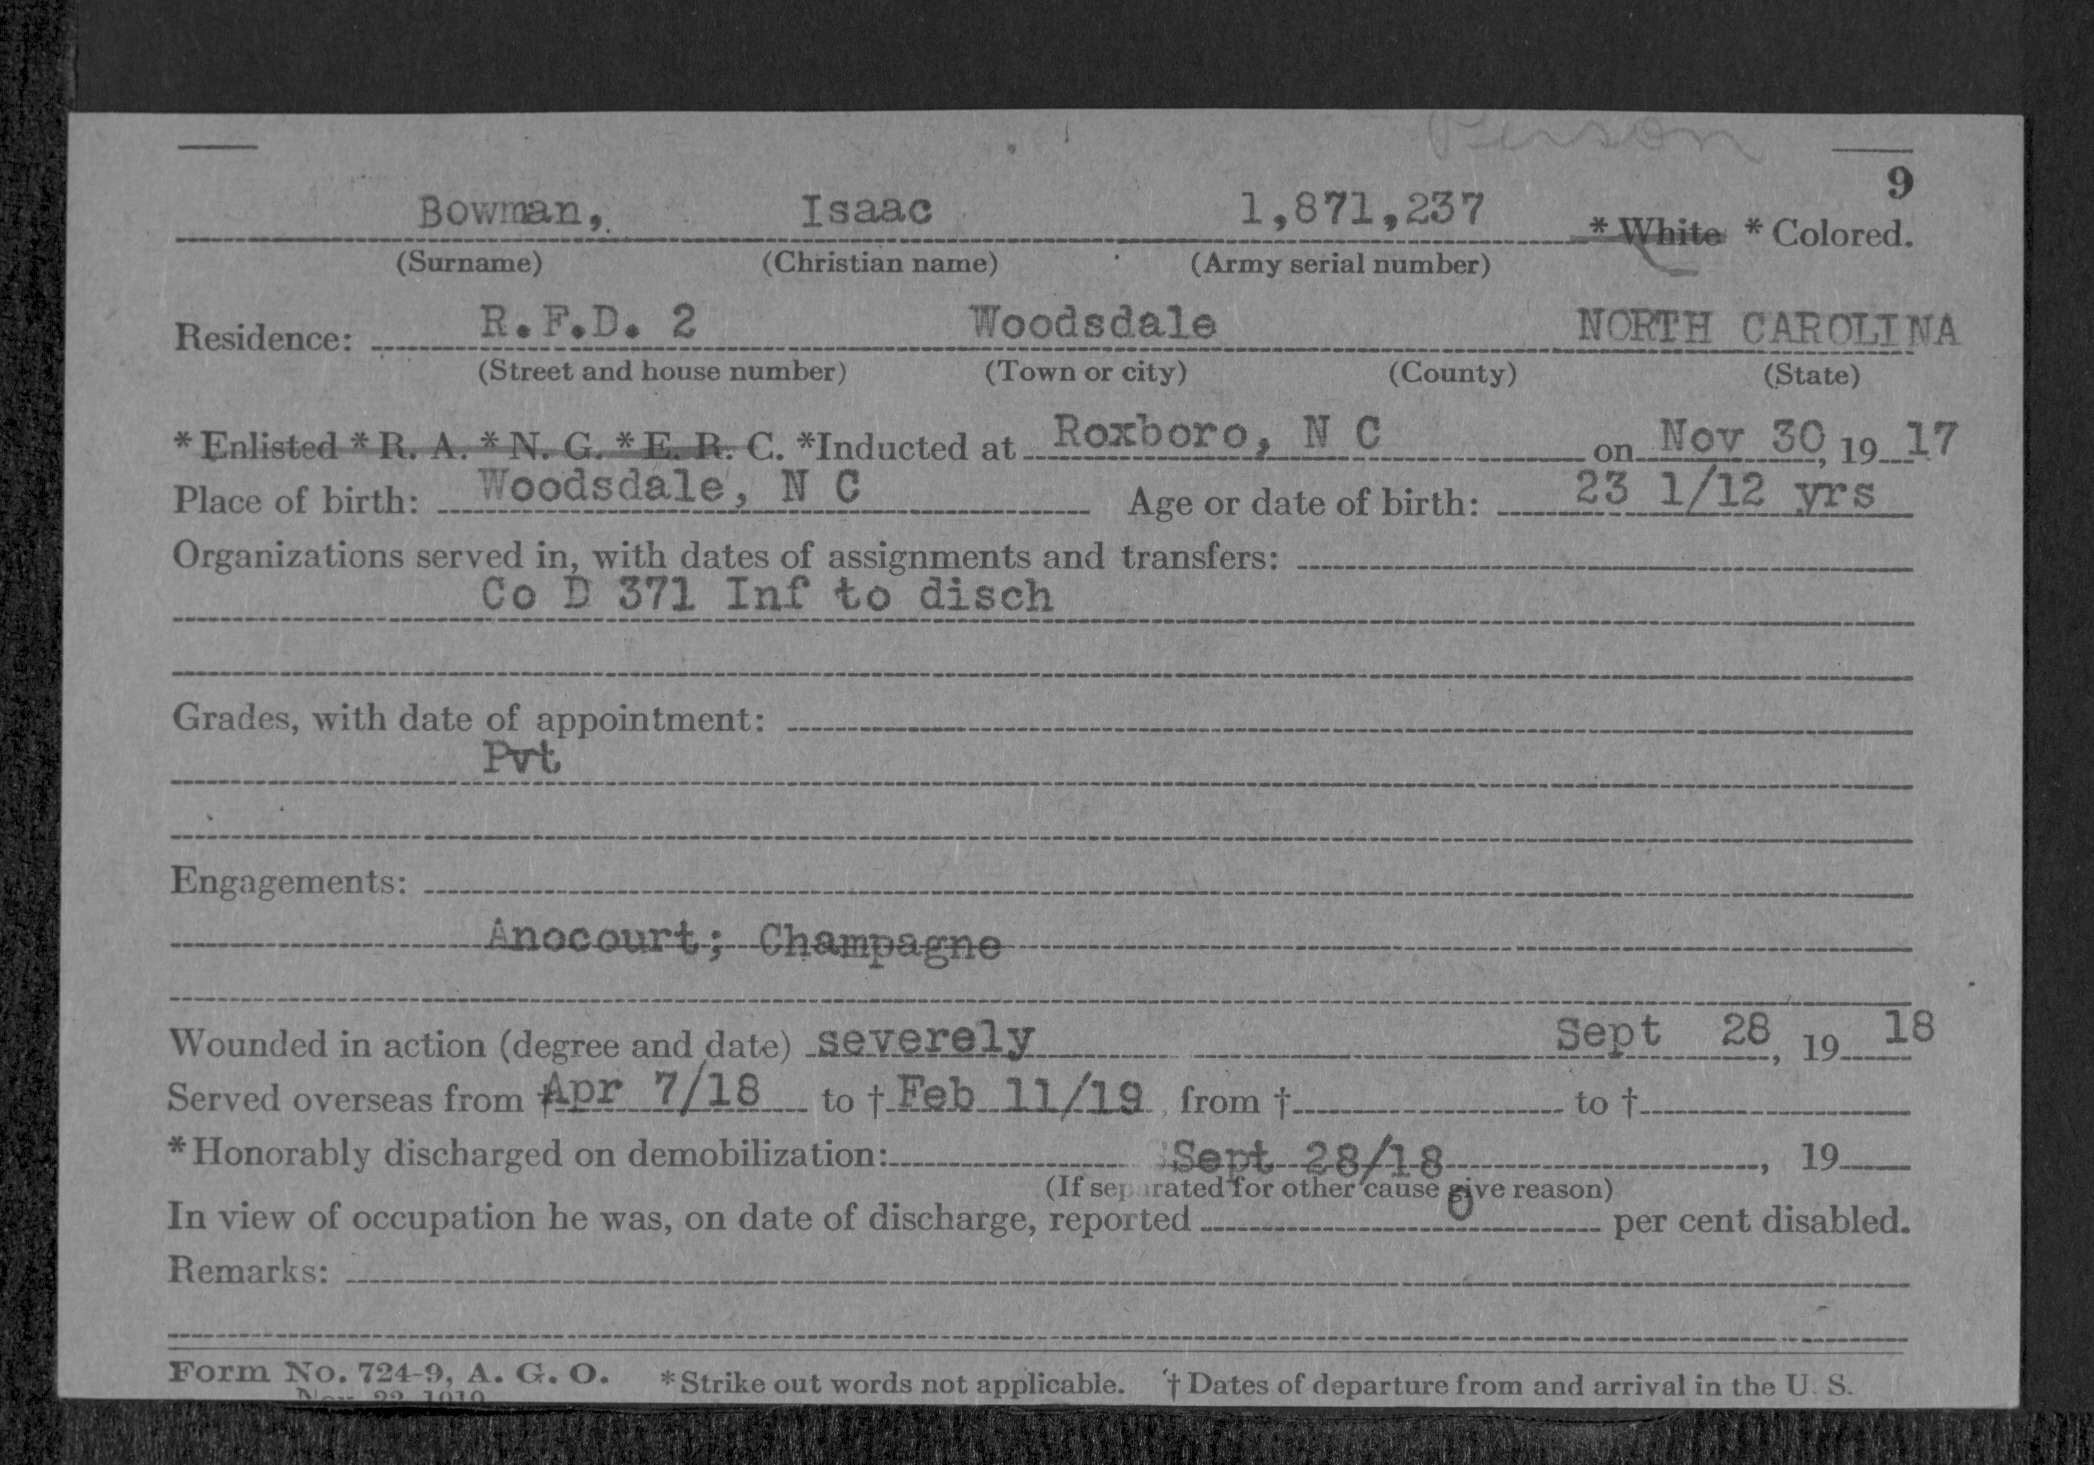 Person
9
Bowman, Isaac 1,871,237 * White * Colored.
(Surname) (Christian name) (Army serial number)
Residence: R.F.D. 2 Woodsdale NORTH CAROLINA
(Street and house number) (Town or city) (County) (State)
* Enlisted * R. A. * N. G. * E. R. C. *Inducted at Roxboro, N C on Nov 30, 19 17
Place of birth: Woodsdale, N C Age or date of birth: 23 1/12 yrs
Organizations served in, with dates of assignments and transfers:
Co D 371 Inf to disch
Grades, with date of appointment:
Pvt
Engagements:
Anocourt; Champagne
Wounded in action (degree and date) severely Sept 28, 19 18
Served overseas from † Apr 7/18 to † Feb 11/19, from † to †
* Honorably discharged on demobilization: Sept 28/18, 19
(If separated for other cause give reason)
In view of occupation he was, on date of discharge, reported 0 per cent disabled.
Remarks:
Form No. 724-9, A. G. O. * Strike out words not applicable. † Dates of departure from and arrival in the U. S.
Nov. 22, 1919